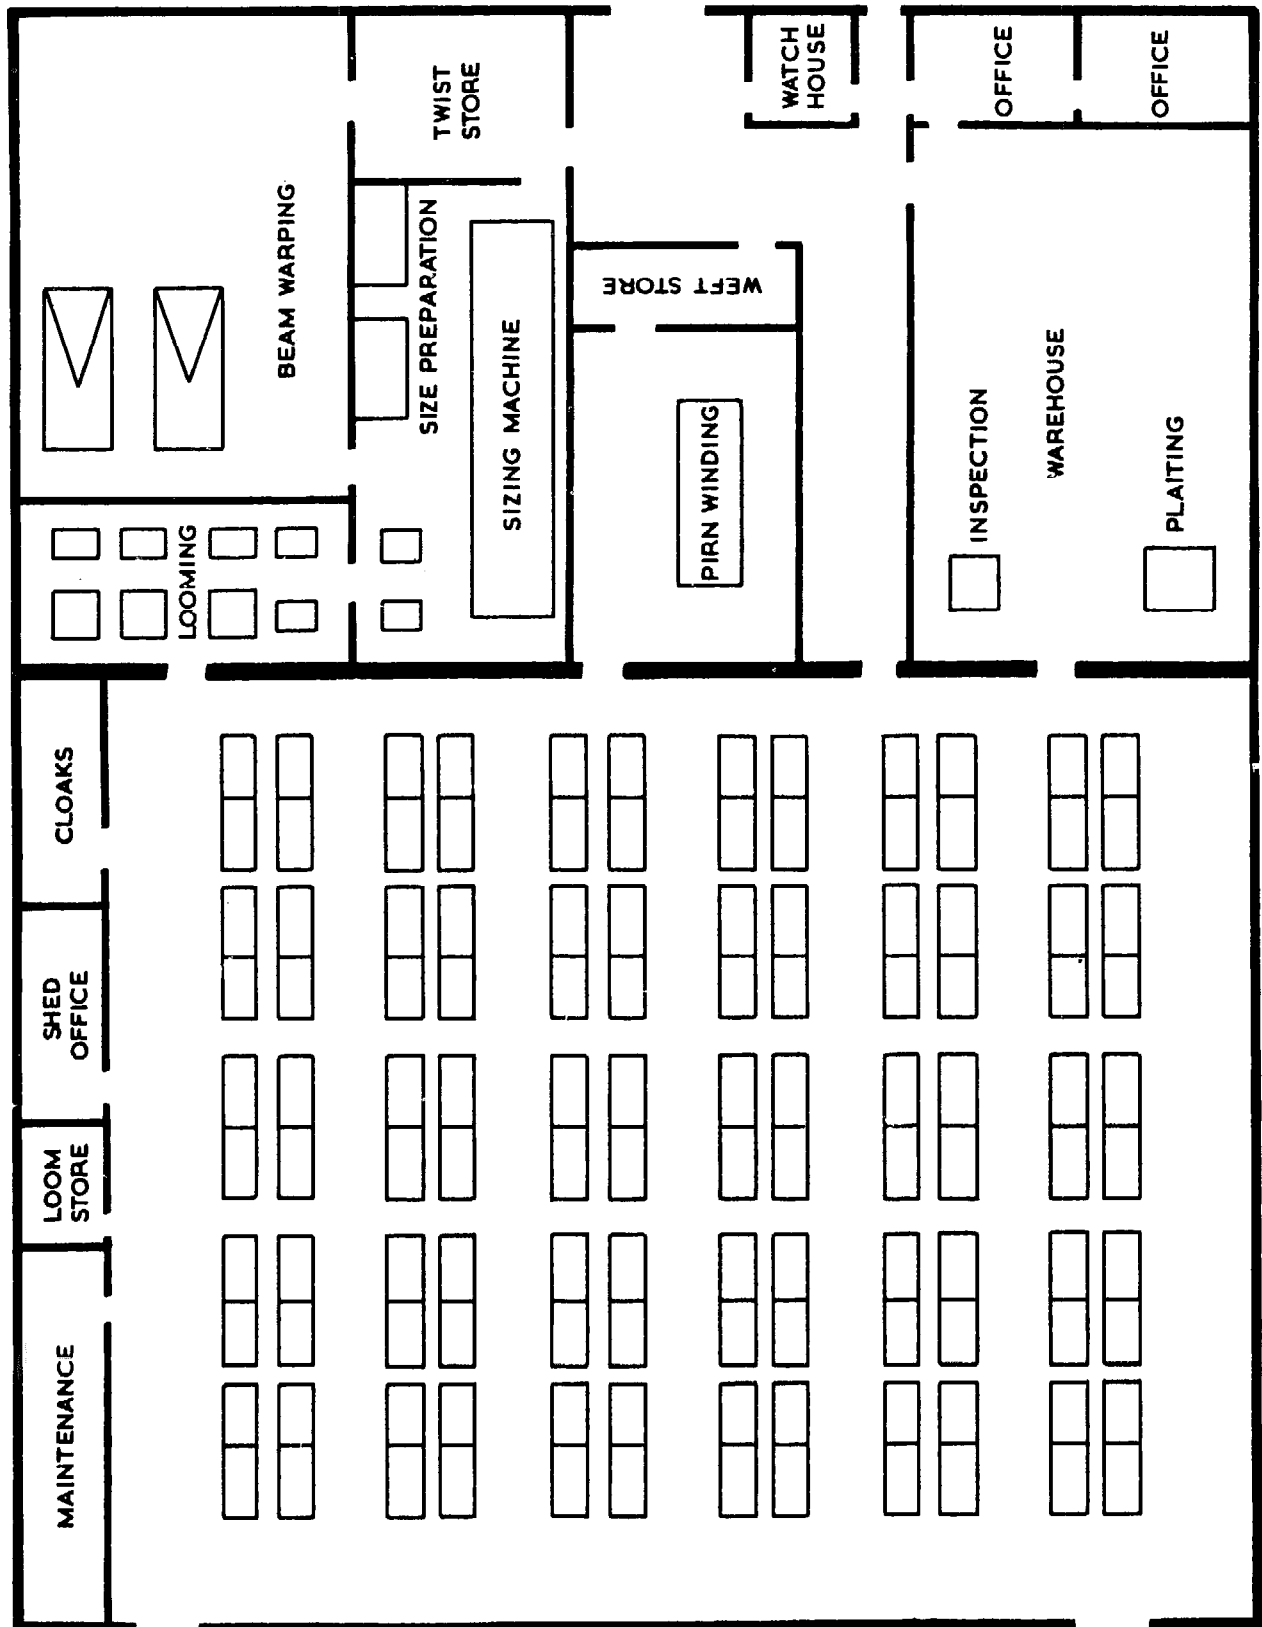 TWIST
STORE
WATCH
HOUSE
OFFICE
OFFICE
BEAM WARPING
SIZE PREPARATION
SIZING MACHINE
WEFT STORE
PIRN WINDING
INSPECTION
WAREHOUSE
PLAITING
LOOMING
CLOAKS
SHED
OFFICE
LOOM
STORE
MAINTENANCE